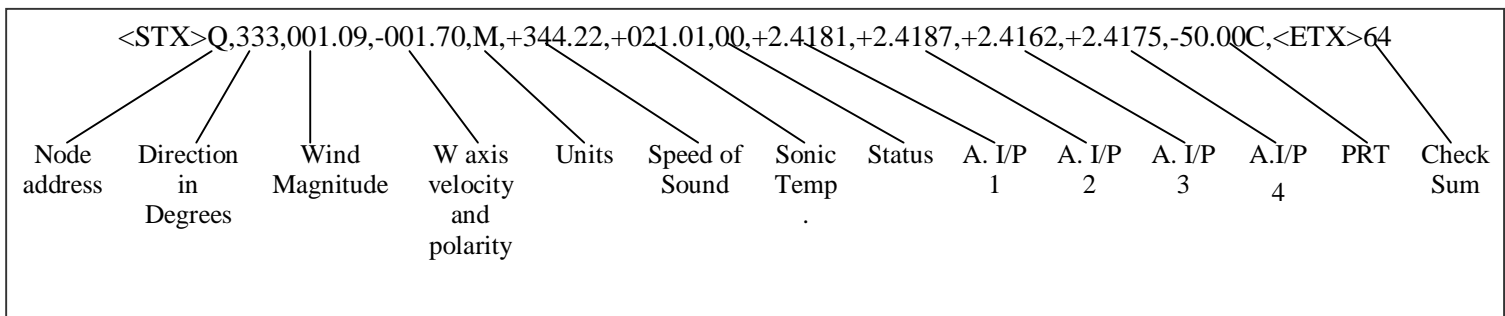 <STX>Q,333,001.09,-001.70,M,+344.22,+021.01,00,+2.4181,+2.4187,+2.4162,+2.4175,-50.00C,<ETX>64
Node Direction Wind W axis Units Speed of Sonic Status A. I/P A. I/P A. I/P A.I/P PRT Check
address in Magnitude velocity Sound Temp 1 2 3 4 Sum
Degrees and .
polarity